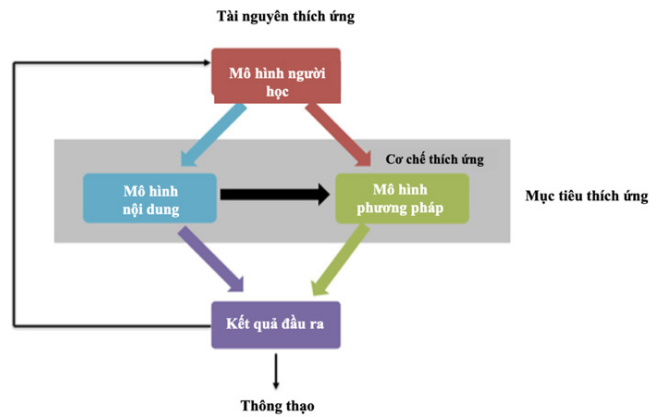 Tài nguyên thích ứng
Mô hình người
học
Cơ chế thích ứng
Mô hình
nội dung
Mô hình
phương pháp
Mục tiêu thích ứng
Kết quả đầu ra
Thông thạo